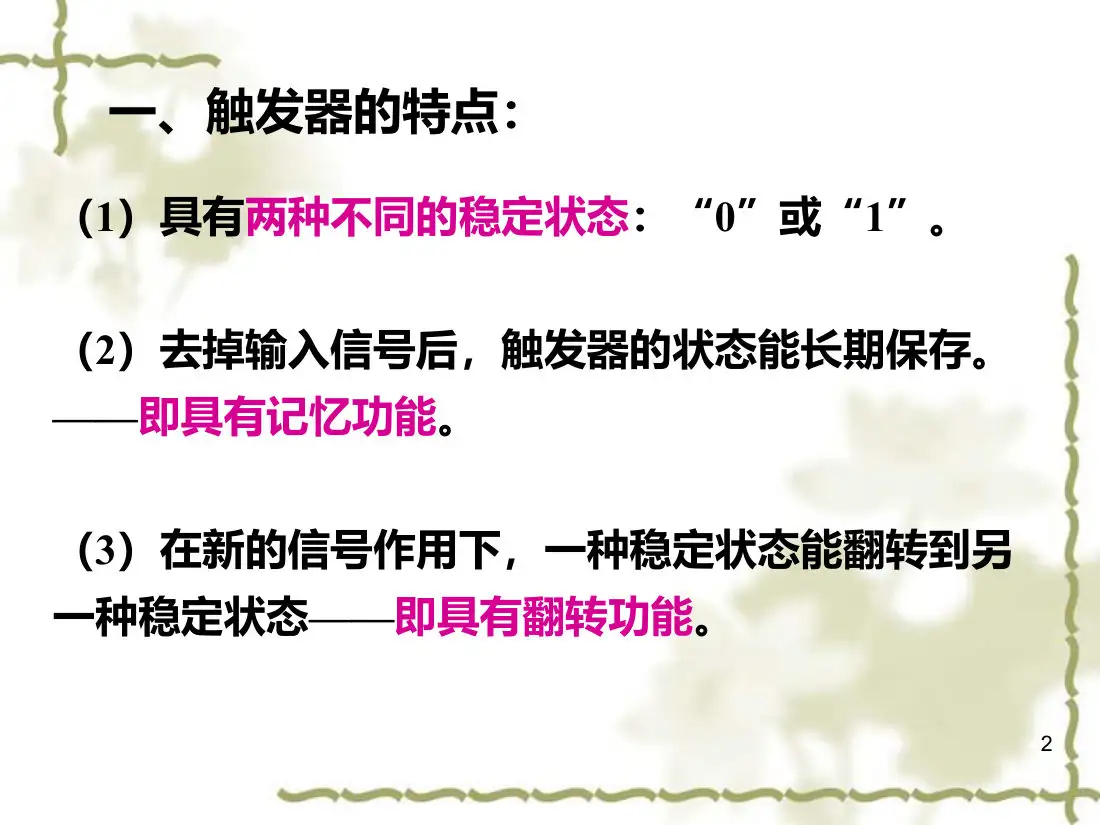 一、触发器的特点：
（1）具有两种不同的稳定状态：“0”或“1”。
（2）去掉输入信号后，触发器的状态能长期保存。
——即具有记忆功能。
（3）在新的信号作用下，一种稳定状态能翻转到另
一种稳定状态——即具有翻转功能。
2